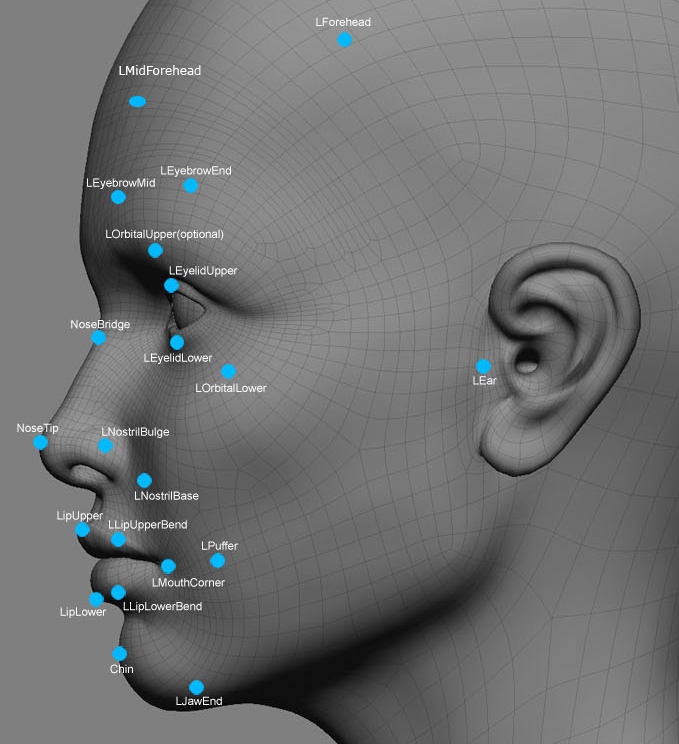 LForehead
LMidForehead
LEyebrowEnd
LEyebrowMid
LOrbitalUpper(optional)
LEyelidUpper
NoseBridge
LEyelidLower
LEar
LOrbitalLower
NoseTip
LNostrilBulge
LNostrilBase
LipUpper
LLipUpperBend
LPuffer
LMouthCorner
LLipLowerBend
LipLower
Chin
LJawEnd